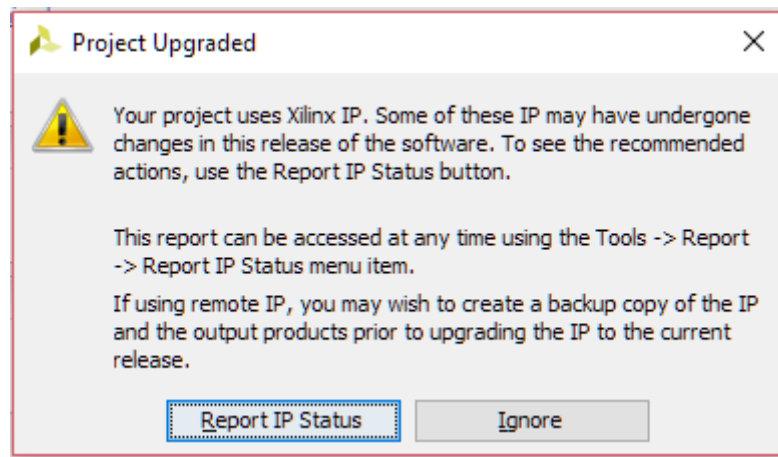 Project Upgraded
Your project uses Xilinx IP. Some of these IP may have undergone
changes in this release of the software. To see the recommended
actions, use the Report IP Status button.
This report can be accessed at any time using the Tools -> Report
-> Report IP Status menu item.
If using remote IP, you may wish to create a backup copy of the IP
and the output products prior to upgrading the IP to the current
release.
Report IP Status
Ignore